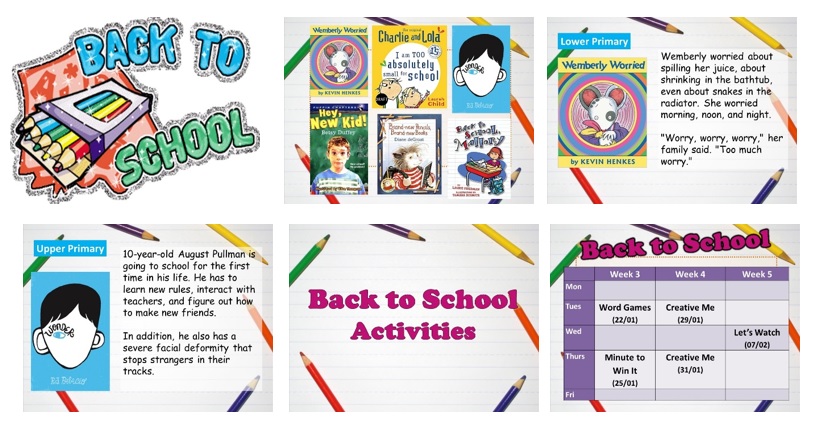 BACK TO
SCHOOL
Wemberly Worried
BY KEVIN HENKES
Charlie and Lola
I am TOO
absolutely
small for school
Lauren
Child
Wonder
Hey,
New Kid!
Betsy Duffey
Brand-new Pencils,
Brand-new Books
Back to
School,
Mallory
Lower Primary
Wemberly Worried
by KEVIN HENKES
Wemberly worried about
spilling her juice, about
shrinking in the bathtub,
even about snakes in the
radiator. She worried
morning, noon, and night.
"Worry, worry, worry," her
family said. "Too much
worry."
Upper Primary
Wonder
10-year-old August Pullman is
going to school for the first
time in his life. He has to
learn new rules, interact with
teachers, and figure out how
to make new friends.
In addition, he also has a
severe facial deformity that
stops strangers in their
tracks.
Back to School
Activities
Back to School
Week 3 Week 4 Week 5
Mon
Tues Word Games Creative Me
(22/01) (29/01)
Wed Let's Watch
(07/02)
Thurs Minute to Creative Me
Win It (31/01)
(25/01)
Fri